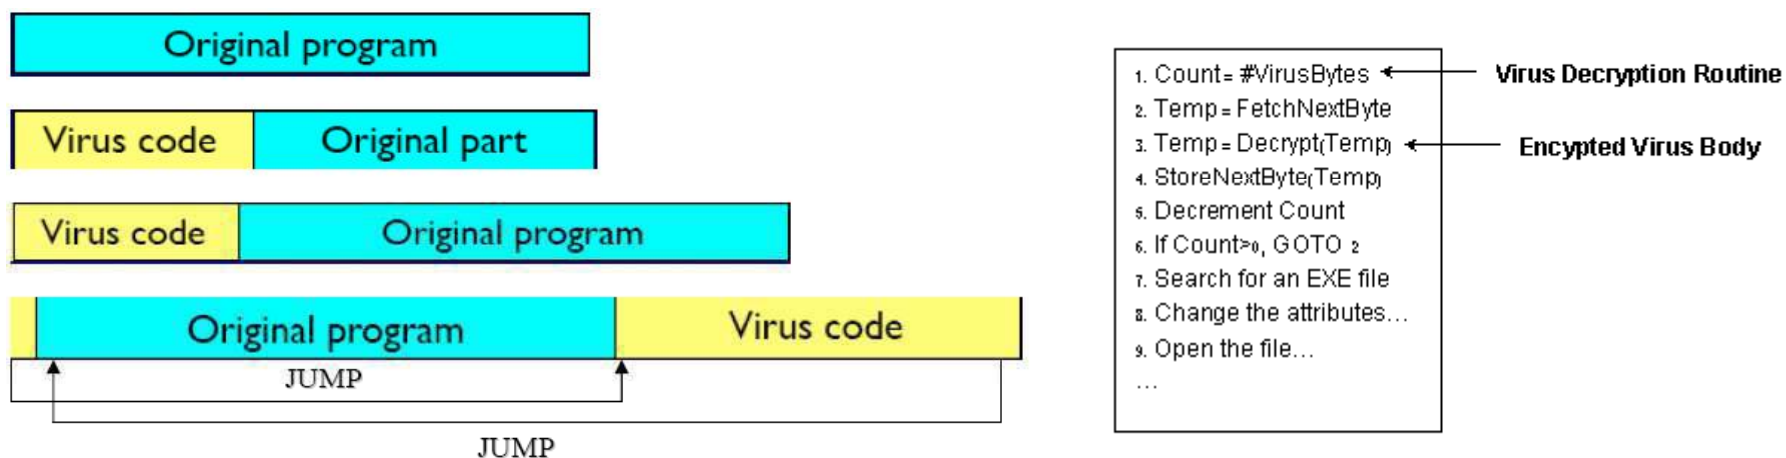 Original program
Virus code Original part
Virus code Original program
Original program Virus code
JUMP
JUMP
1. Count= #VirusBytes
2. Temp = FetchNextByte
3. Temp = Decrypt(Temp)
4. StoreNextByte(Temp)
5. Decrement Count
6. If Count>0, GOTO 2
7. Search for an EXE file
8. Change the attributes...
9. Open the file...
...
Virus Decryption Routine
Encypted Virus Body